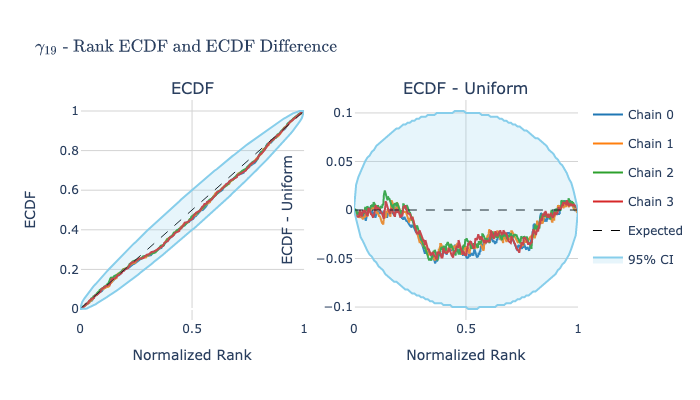 γ19 - Rank ECDF and ECDF Difference
ECDF
ECDF - Uniform
ECDF
1
0.8
0.6
0.4
0.2
0
0
0.5
1
Normalized Rank
ECDF - Uniform
0.1
0.05
0
−0.05
−0.1
0
0.5
1
Normalized Rank
Chain 0
Chain 1
Chain 2
Chain 3
Expected
95% CI